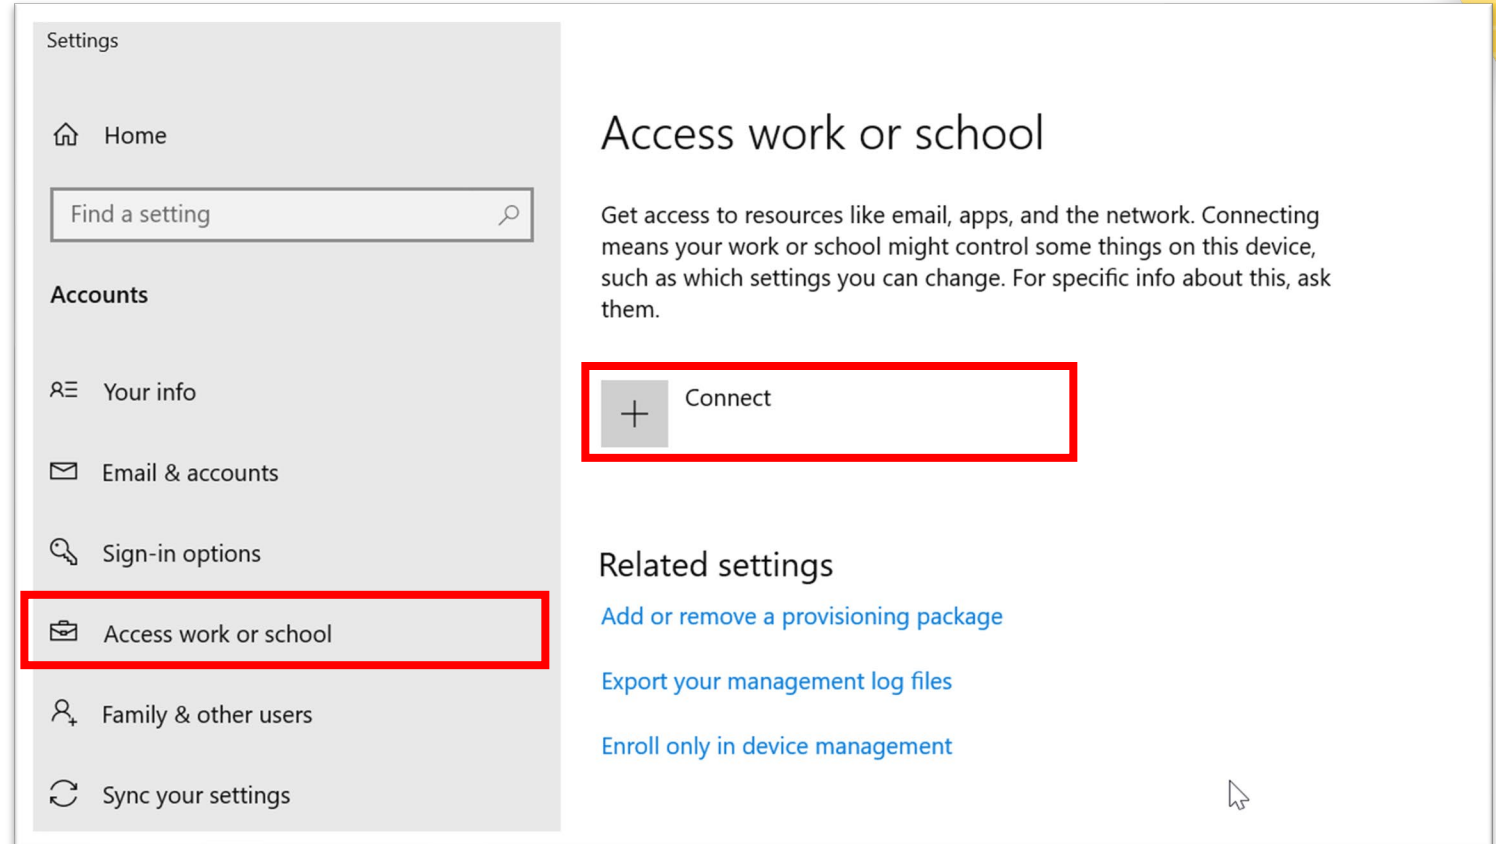 Settings
Home
Find a setting
Accounts
Your info
Email & accounts
Sign-in options
Access work or school
Family & other users
Sync your settings
Access work or school
Get access to resources like email, apps, and the network. Connecting
means your work or school might control some things on this device,
such as which settings you can change. For specific info about this, ask
them.
Connect
Related settings
Add or remove a provisioning package
Export your management log files
Enroll only in device management